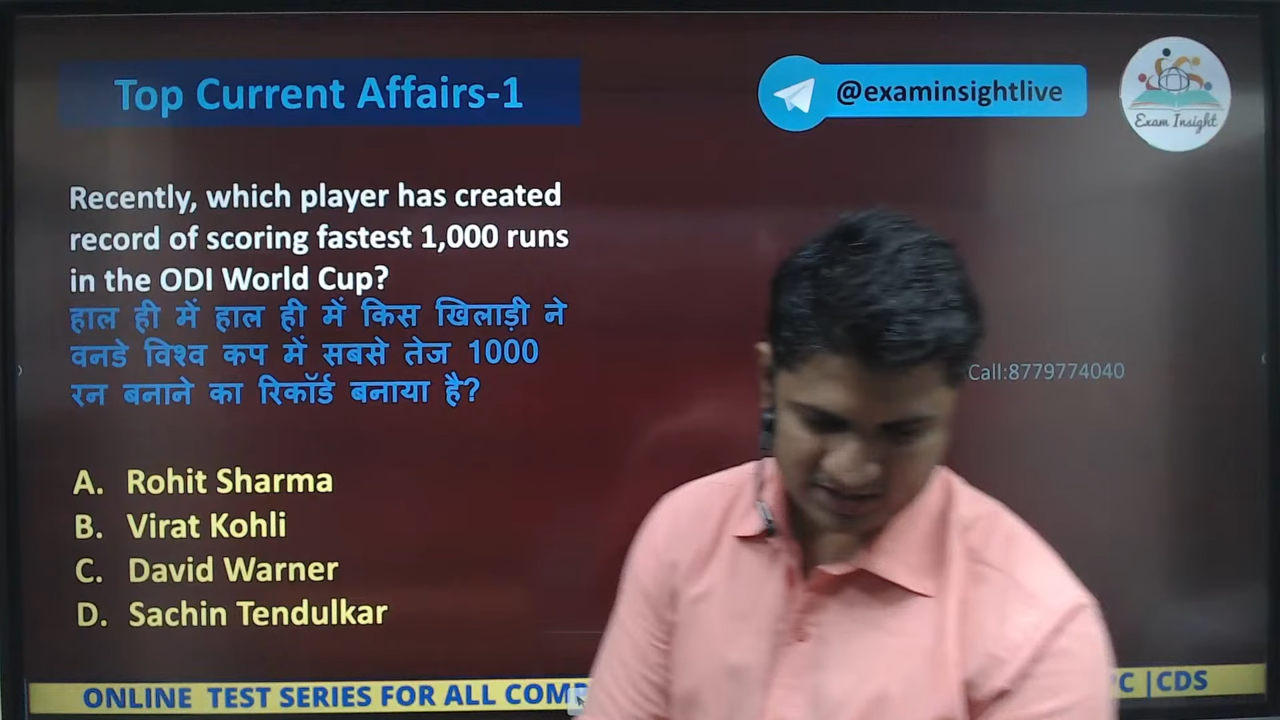 Top Current Affairs-1
@examinsightlive
Exam Insight
Recently, which player has created
record of scoring fastest 1,000 runs
in the ODI World Cup?
हाल ही में हाल ही में किस खिलाड़ी ने
वनडे विश्व कप में सबसे तेज 1000
रन बनाने का रिकॉर्ड बनाया है?
Call:8779774040
A. Rohit Sharma
B. Virat Kohli
C. David Warner
D. Sachin Tendulkar
ONLINE TEST SERIES FOR ALL COMP
PC |CDS